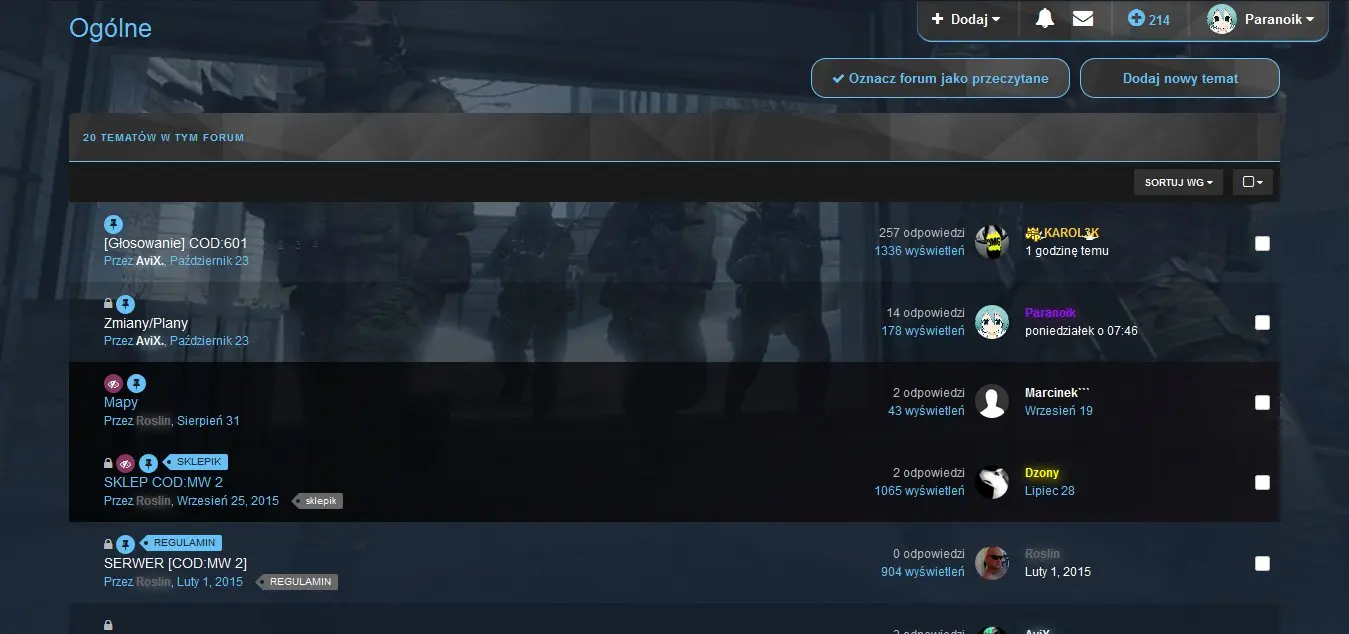 Ogólne
Dodaj
214
Paranoik
Oznacz forum jako przeczytane
Dodaj nowy temat
20 TEMATÓW W TYM FORUM
SORTUJ WG
[Głosowanie] COD:601 2 3 4
Przez AviX., Październik 23
257 odpowiedzi
1336 wyświetleń
KAROL3K
1 godzinę temu
Zmiany/Plany
Przez AviX., Październik 23
14 odpowiedzi
178 wyświetleń
Paranoik
poniedziałek o 07:46
Mapy
Przez Roslin, Sierpień 31
2 odpowiedzi
43 wyświetleń
Marcinek```
Wrzesień 19
SKLEPIK
SKLEP COD:MW 2
Przez Roslin, Wrzesień 25, 2015 sklepik
2 odpowiedzi
1065 wyświetleń
Dzony
Lipiec 28
REGULAMIN
SERWER [COD:MW 2]
Przez Roslin, Luty 1, 2015 REGULAMIN
0 odpowiedzi
904 wyświetleń
Roslin
Luty 1, 2015
2 odpowiedzi
AviX.